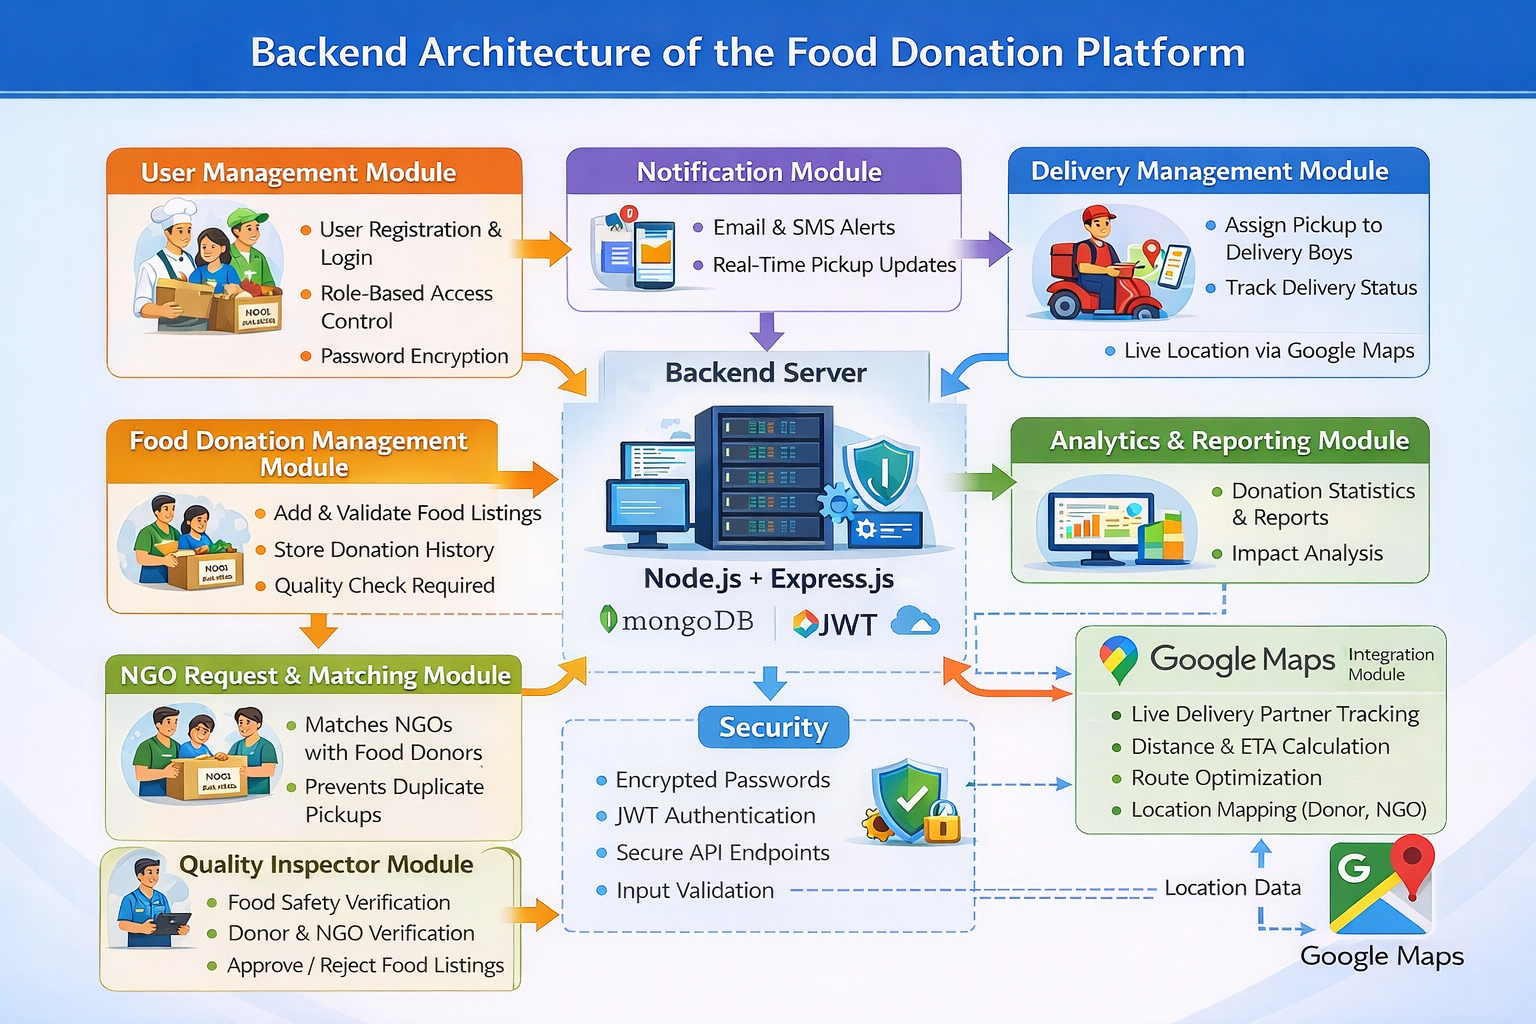 Backend Architecture of the Food Donation Platform
User Management Module
User Registration &
Login
Role-Based Access
Control
Password Encryption
Notification Module
Email & SMS Alerts
Real-Time Pickup Updates
Delivery Management Module
Assign Pickup to
Delivery Boys
Track Delivery Status
Live Location via Google Maps
Food Donation Management
Module
Add & Validate Food Listings
Store Donation History
Quality Check Required
Backend Server
Node.js + Express.js
mongoDB
JWT
Analytics & Reporting Module
Donation Statistics
& Reports
Impact Analysis
NGO Request & Matching Module
Matches NGOs
with Food Donors
Prevents Duplicate
Pickups
Security
Encrypted Passwords
JWT Authentication
Secure API Endpoints
Input Validation
Google Maps Integration
Module
Live Delivery Partner Tracking
Distance & ETA Calculation
Route Optimization
Location Mapping (Donor, NGO)
Quality Inspector Module
Food Safety Verification
Donor & NGO Verification
Approve / Reject Food Listings
Location Data
G
Google Maps